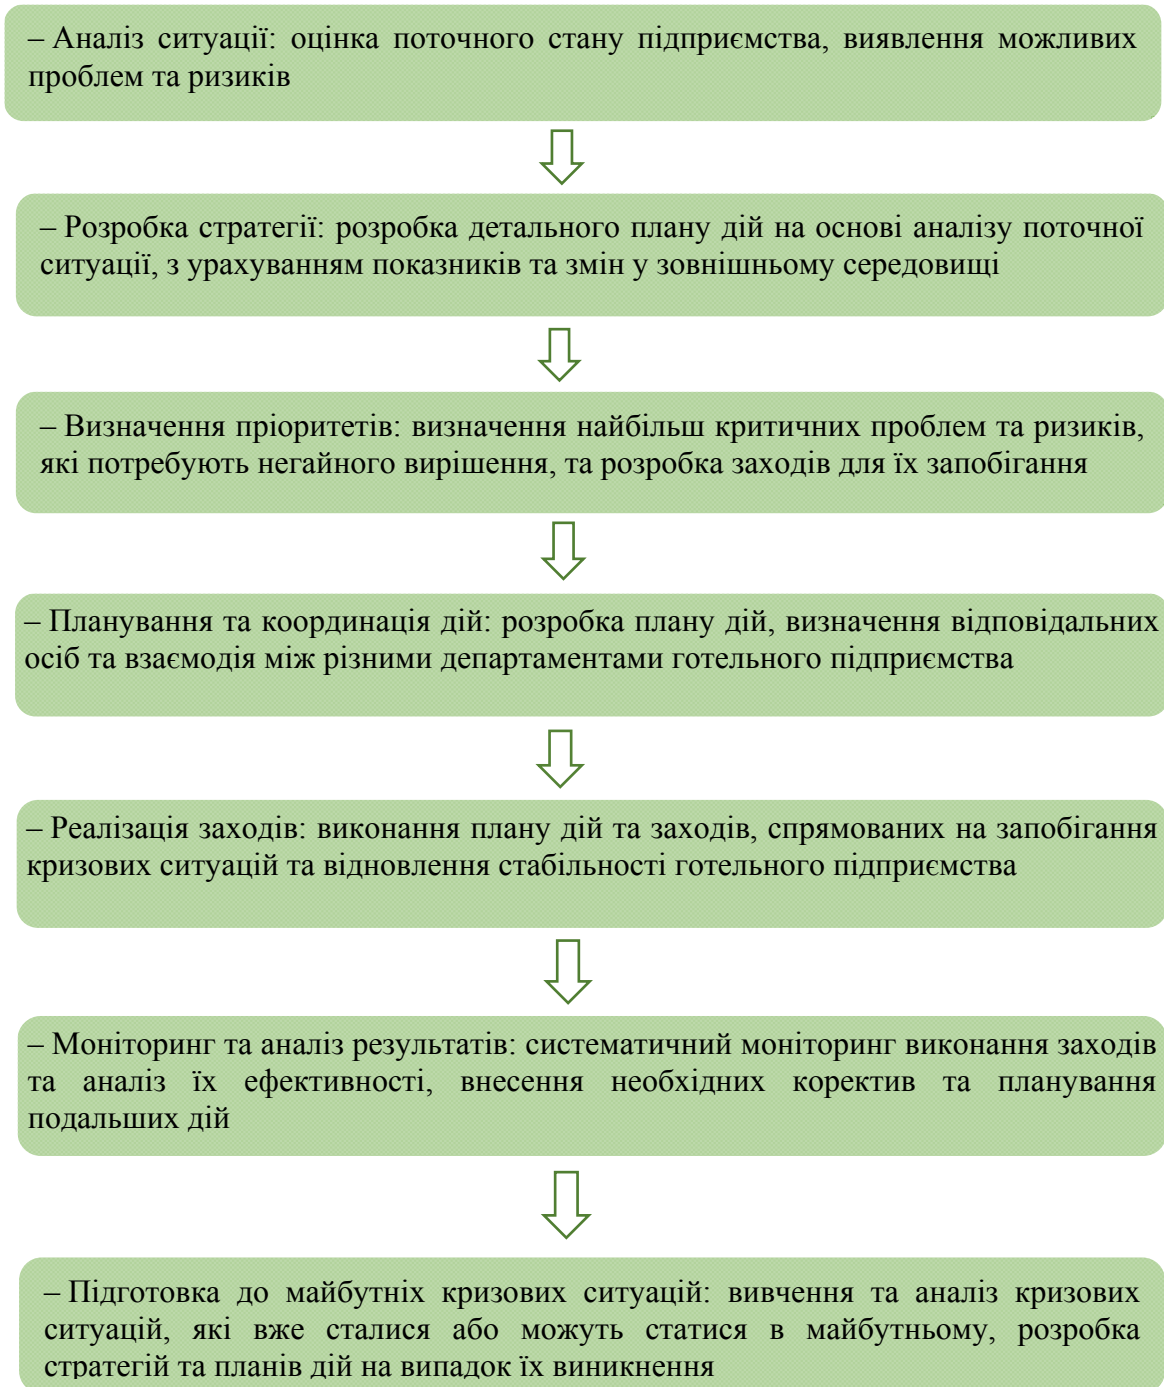 – Аналіз ситуації: оцінка поточного стану підприємства, виявлення можливих
проблем та ризиків
– Розробка стратегії: розробка детального плану дій на основі аналізу поточної
ситуації, з урахуванням показників та змін у зовнішньому середовищі
– Визначення пріоритетів: визначення найбільш критичних проблем та ризиків,
які потребують негайного вирішення, та розробка заходів для їх запобігання
– Планування та координація дій: розробка плану дій, визначення відповідальних
осіб та взаємодія між різними департаментами готельного підприємства
– Реалізація заходів: виконання плану дій та заходів, спрямованих на запобігання
кризових ситуацій та відновлення стабільності готельного підприємства
– Моніторинг та аналіз результатів: систематичний моніторинг виконання заходів
та аналіз їх ефективності, внесення необхідних коректив та планування
подальших дій
– Підготовка до майбутніх кризових ситуацій: вивчення та аналіз кризових
ситуацій, які вже сталися або можуть статися в майбутньому, розробка
стратегій та планів дій на випадок їх виникнення